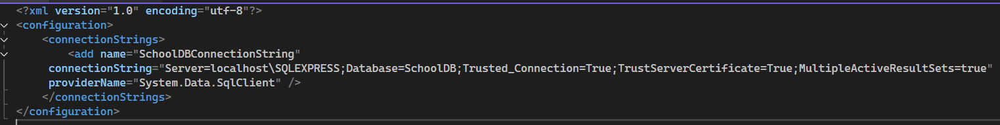 <?xml version="1.0" encoding="utf-8"?>
<configuration>
    <connectionStrings>
        <add name="SchoolDBConnectionString"
     connectionString="Server=localhost\SQLEXPRESS;Database=SchoolDB;Trusted_Connection=True;TrustServerCertificate=True;MultipleActiveResultSets=true"
     providerName="System.Data.SqlClient" />
    </connectionStrings>
</configuration>